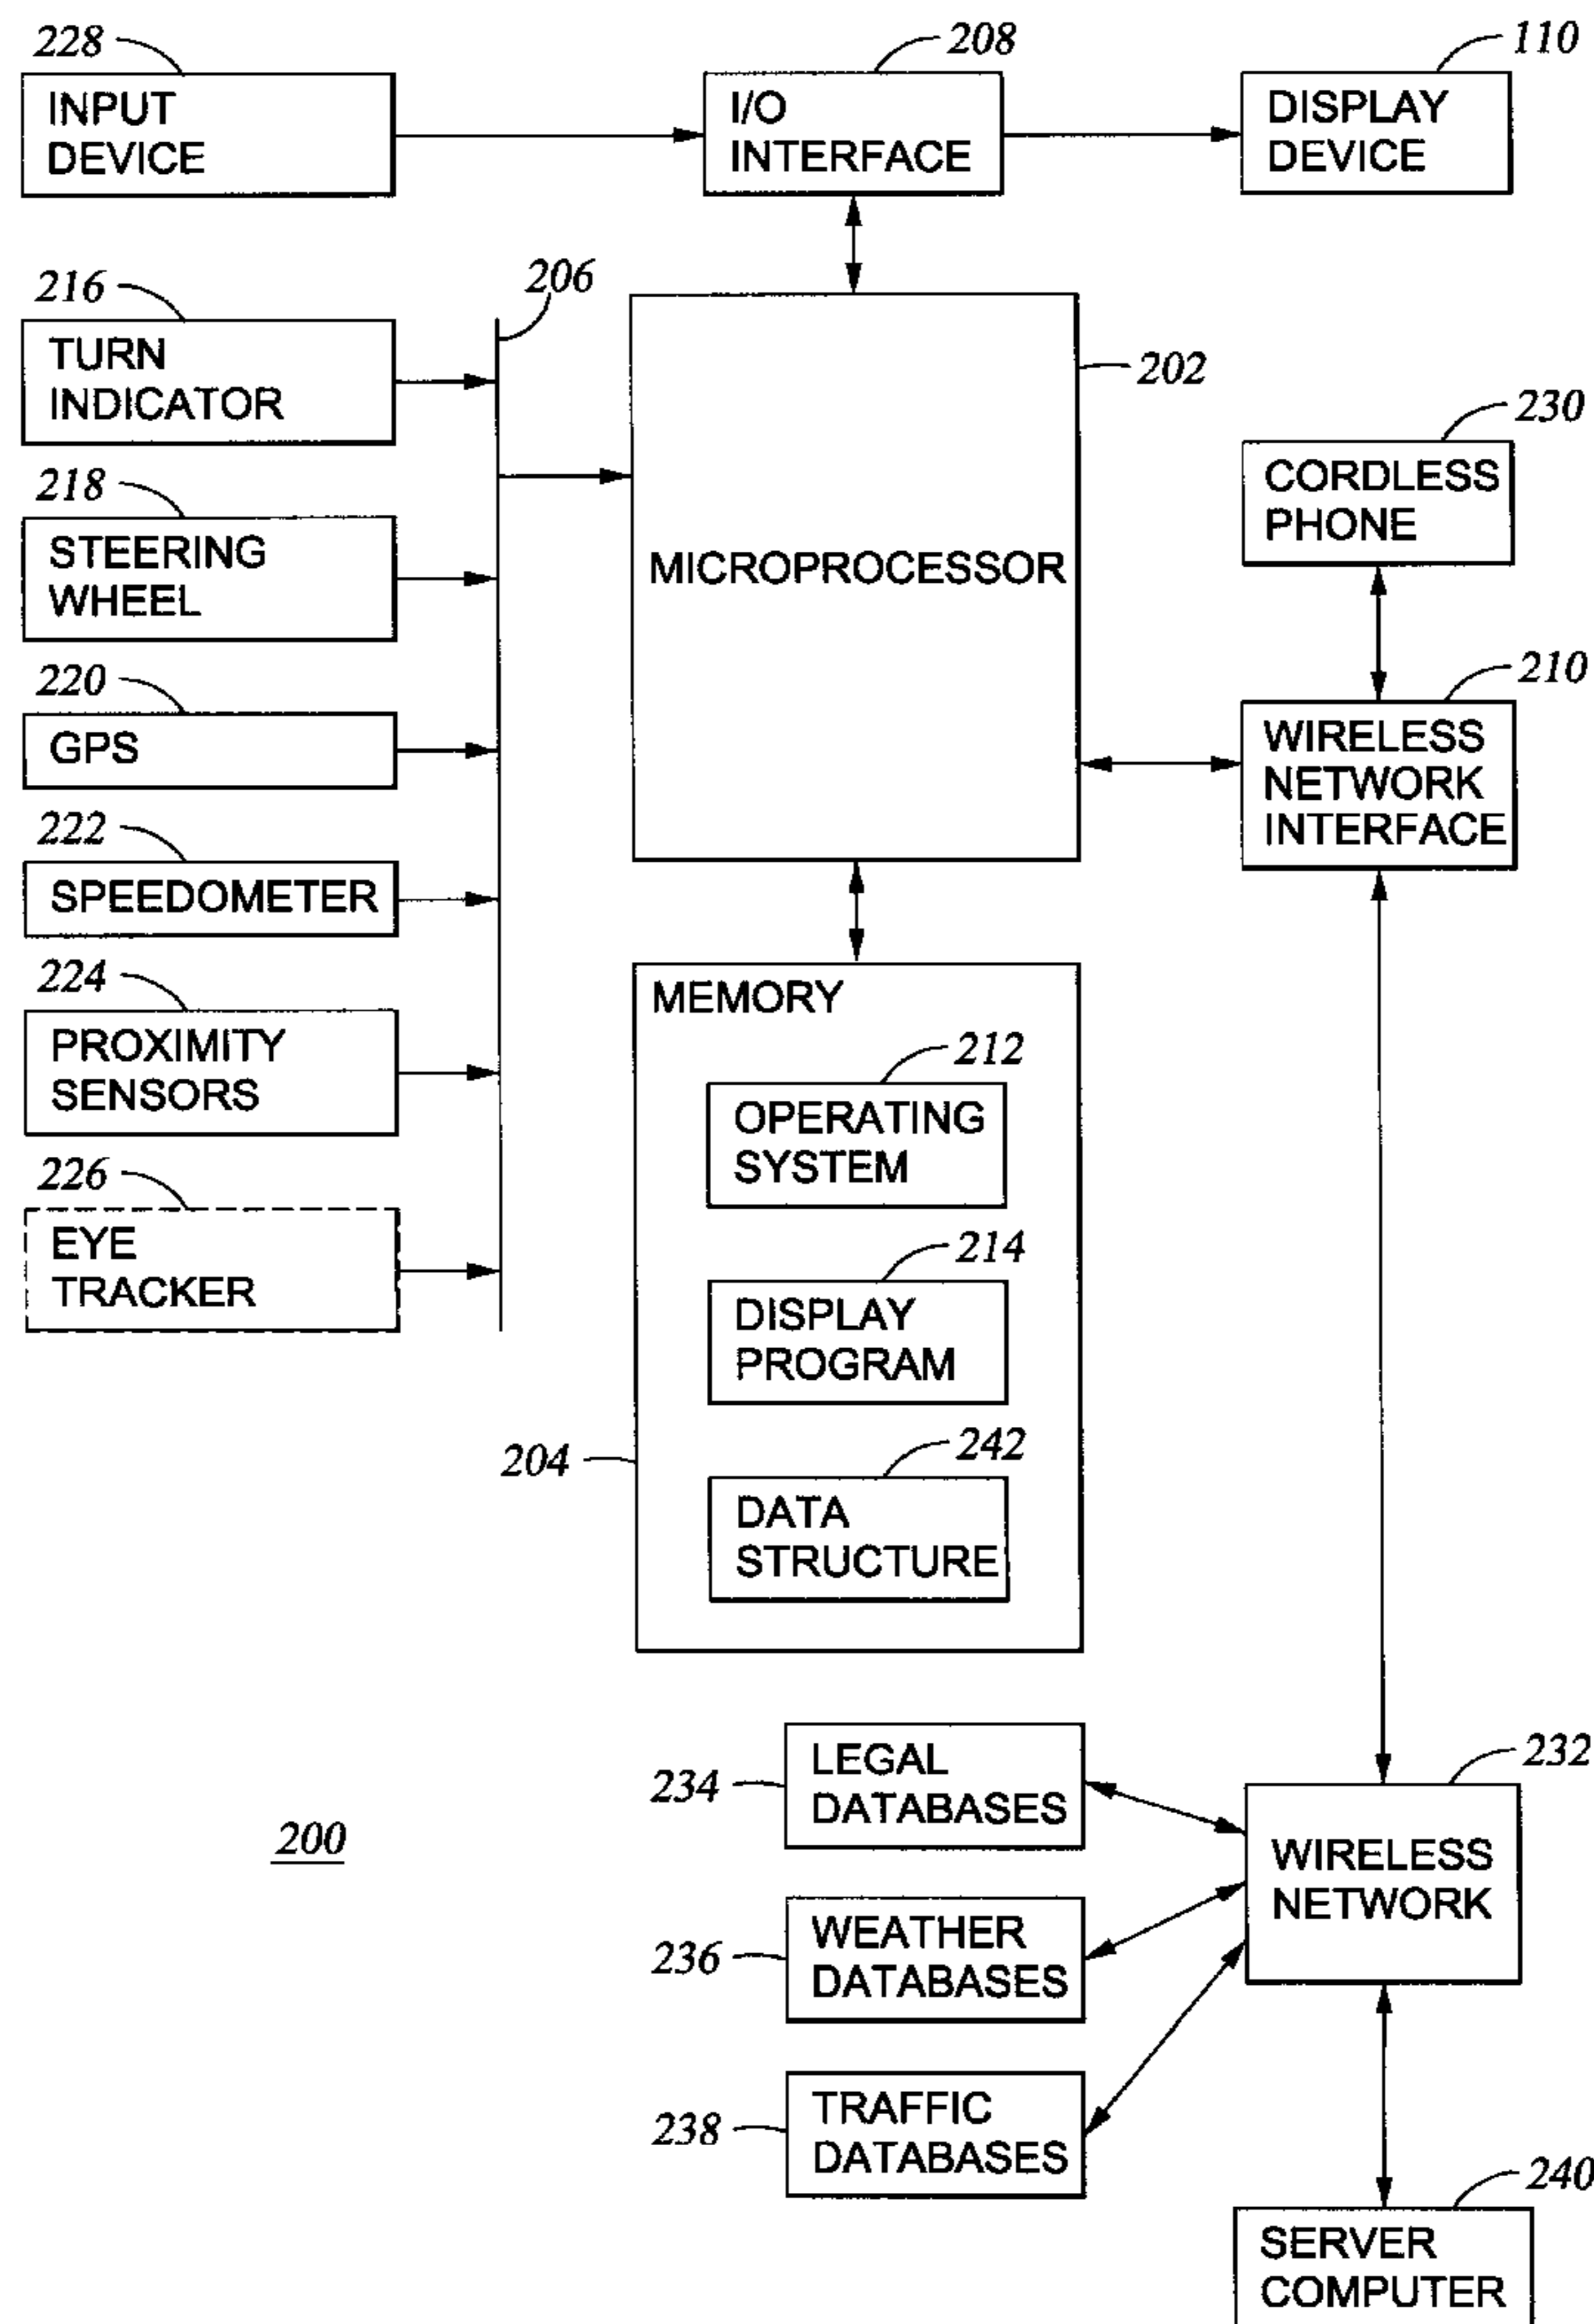 228
INPUT
DEVICE
208
I/O
INTERFACE
110
DISPLAY
DEVICE
216
TURN
INDICATOR
206
218
STEERING
WHEEL
220
GPS
222
SPEEDOMETER
224
PROXIMITY
SENSORS
226
EYE
TRACKER
202
MICROPROCESSOR
230
CORDLESS
PHONE
210
WIRELESS
NETWORK
INTERFACE
MEMORY
212
OPERATING
SYSTEM
214
DISPLAY
PROGRAM
204
242
DATA
STRUCTURE
200
234
LEGAL
DATABASES
236
WEATHER
DATABASES
238
TRAFFIC
DATABASES
232
WIRELESS
NETWORK
240
SERVER
COMPUTER